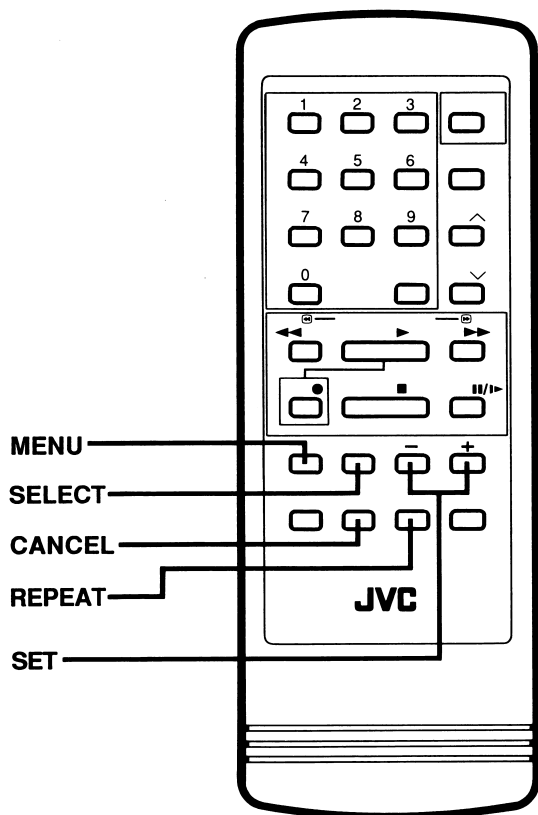 1 2 3
4 5 6
7 8 9
0
− +
MENU
SELECT
CANCEL
REPEAT
JVC
SET